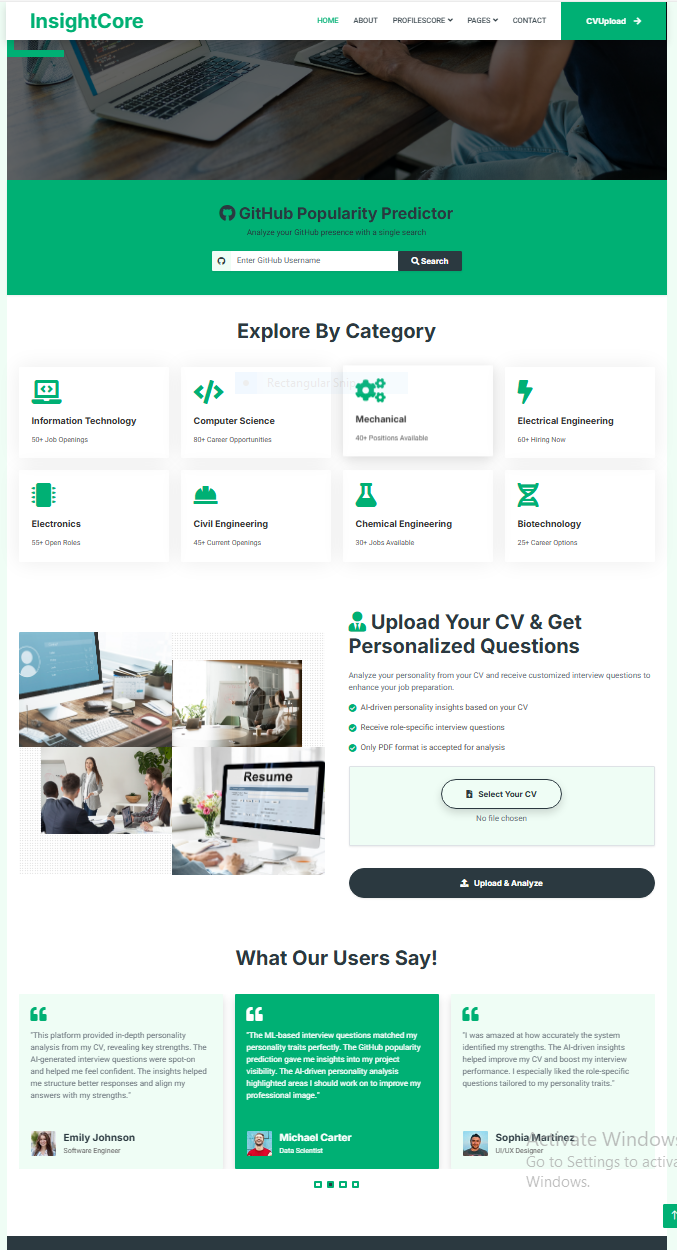 InsightCore
HOME ABOUT PROFILESCORE PAGES CONTACT CVUpload
GitHub Popularity Predictor
Analyze your GitHub presence with a single search
Enter GitHub Username Search
Explore By Category
Rectangular Snip
Information Technology
50+ Job Openings
Computer Science
80+ Career Opportunities
Mechanical
40+ Positions Available
Electrical Engineering
60+ Hiring Now
Electronics
55+ Open Roles
Civil Engineering
45+ Current Openings
Chemical Engineering
30+ Jobs Available
Biotechnology
25+ Career Options
Resume
Upload Your CV & Get
Personalized Questions
Analyze your personality from your CV and receive customized interview questions to
enhance your job preparation.
AI-driven personality insights based on your CV
Receive role-specific interview questions
Only PDF format is accepted for analysis
Select Your CV
No file chosen
Upload & Analyze
What Our Users Say!
"This platform provided in-depth personality
analysis from my CV, revealing key strengths. The
AI-generated interview questions were spot-on
and helped me feel confident. The insights helped
me structure better responses and align my
answers with my strengths."
Emily Johnson
Software Engineer
"The ML-based interview questions matched my
personality traits perfectly. The GitHub popularity
prediction gave me insights into my project
visibility. The AI-driven personality analysis
highlighted areas I should work on to improve my
professional image."
Michael Carter
Data Scientist
"I was amazed at how accurately the system
identified my strengths. The AI-driven insights
helped improve my CV and boost my interview
performance. I especially liked the role-specific
questions tailored to my personality traits."
Sophia Martinez
UI/UX Designer
Activate Windows
Go to Settings to activa
Windows.